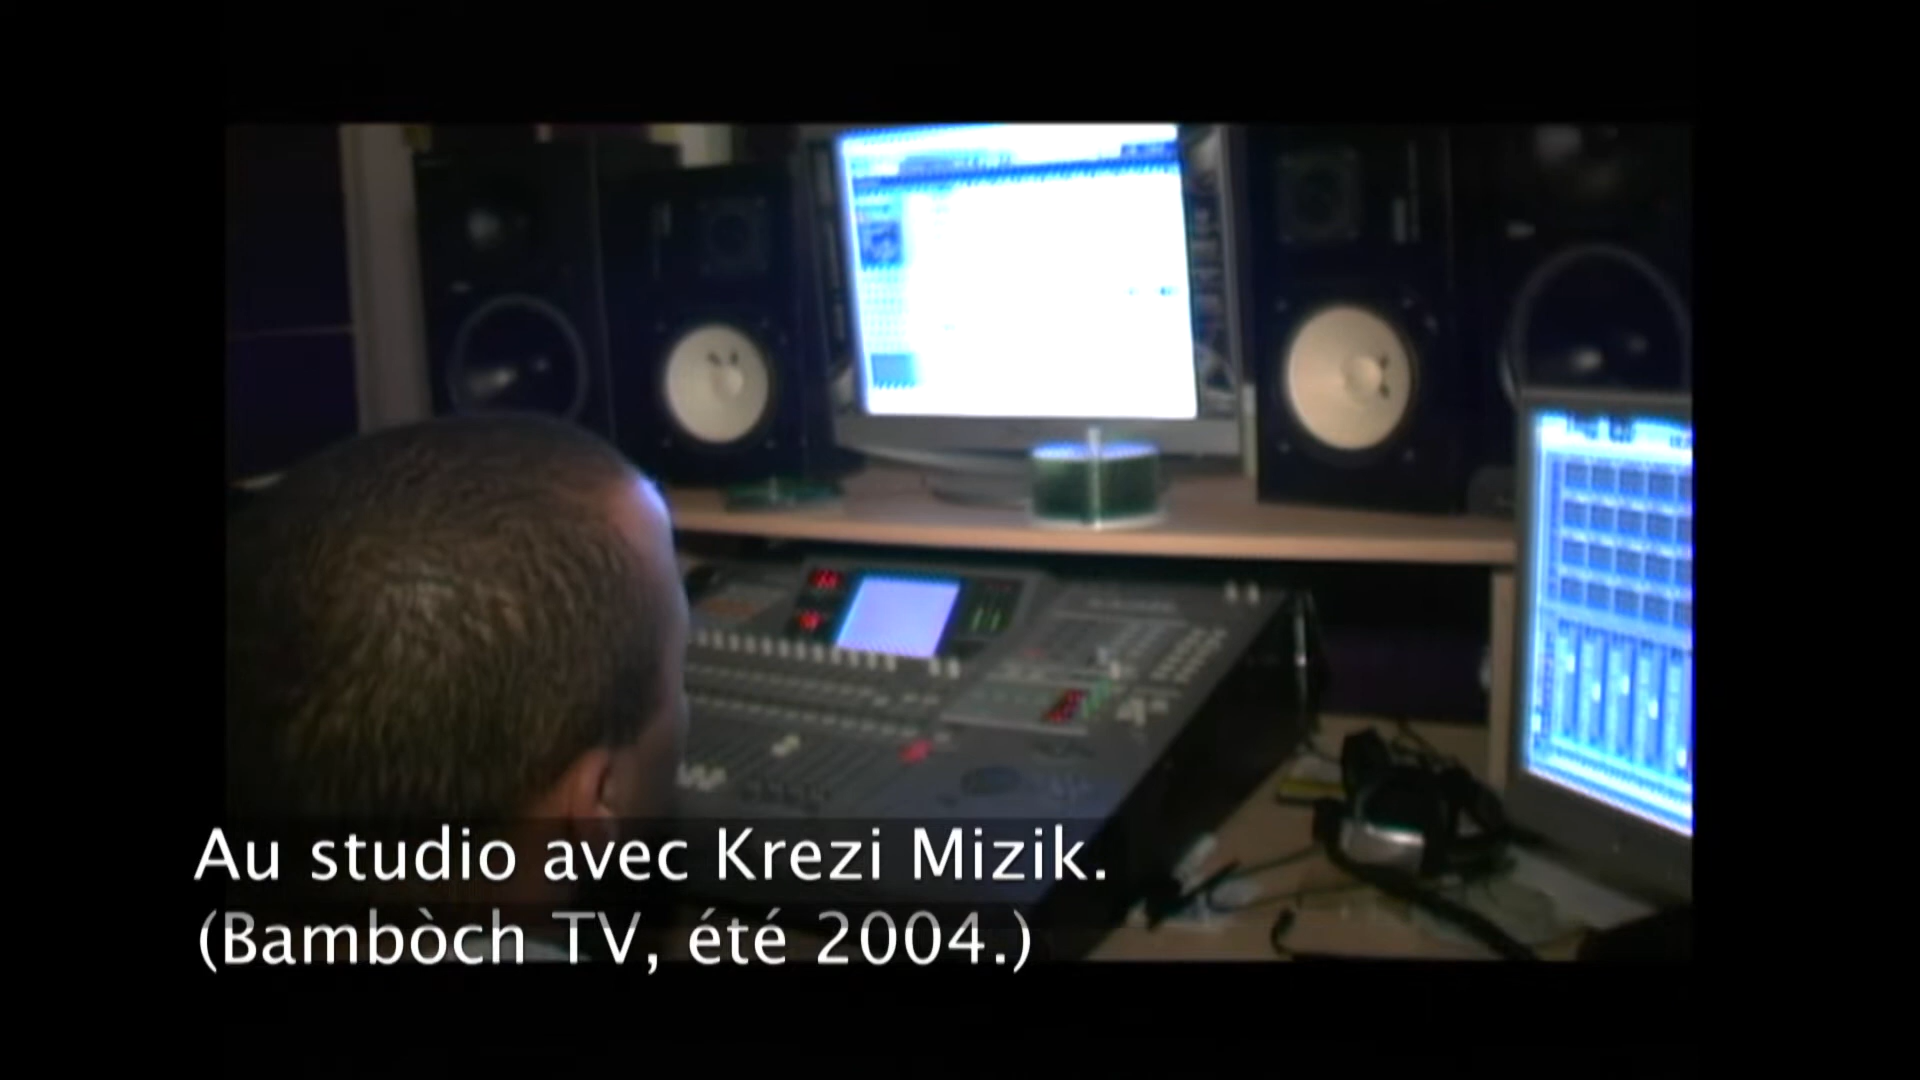 Au studio avec Krezi Mizik.
(Bambòch TV, été 2004.)